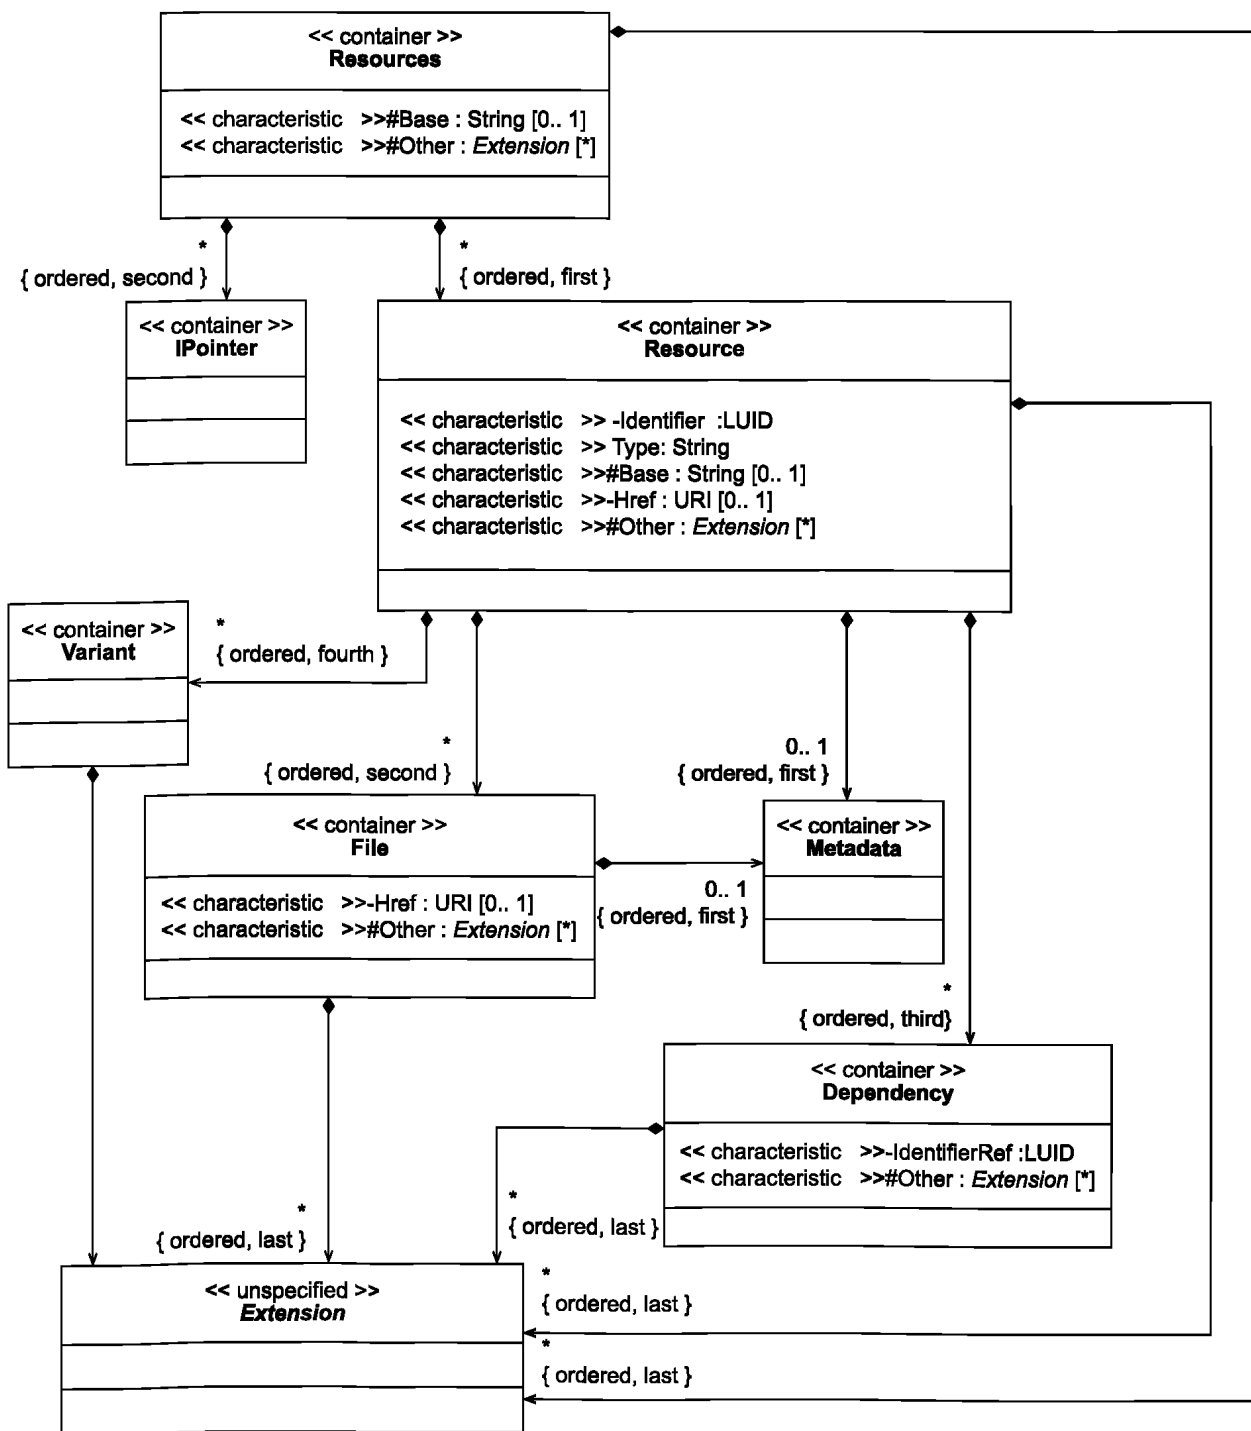 << container >>
Resources
<< characteristic >>#Base : String [0.. 1]
<< characteristic >>#Other : Extension [*]
*
{ ordered, second }
*
{ ordered, first }
<< container >>
IPointer
<< container >>
Resource
<< characteristic >> -Identifier :LUID
<< characteristic >> Type: String
<< characteristic >>#Base : String [0.. 1]
<< characteristic >>-Href : URI [0.. 1]
<< characteristic >>#Other : Extension [*]
<< container >>
Variant
*
{ ordered, fourth }
*
{ ordered, second }
0.. 1
{ ordered, first }
<< container >>
File
<< characteristic >>-Href : URI [0.. 1]
<< characteristic >>#Other : Extension [*]
<< container >>
Metadata
0.. 1
{ ordered, first }
*
{ ordered, third}
<< container >>
Dependency
<< characteristic >>-IdentifierRef :LUID
<< characteristic >>#Other : Extension [*]
*
{ ordered, last }
*
{ ordered, last }
<< unspecified >>
Extension
*
{ ordered, last }
*
{ ordered, last }